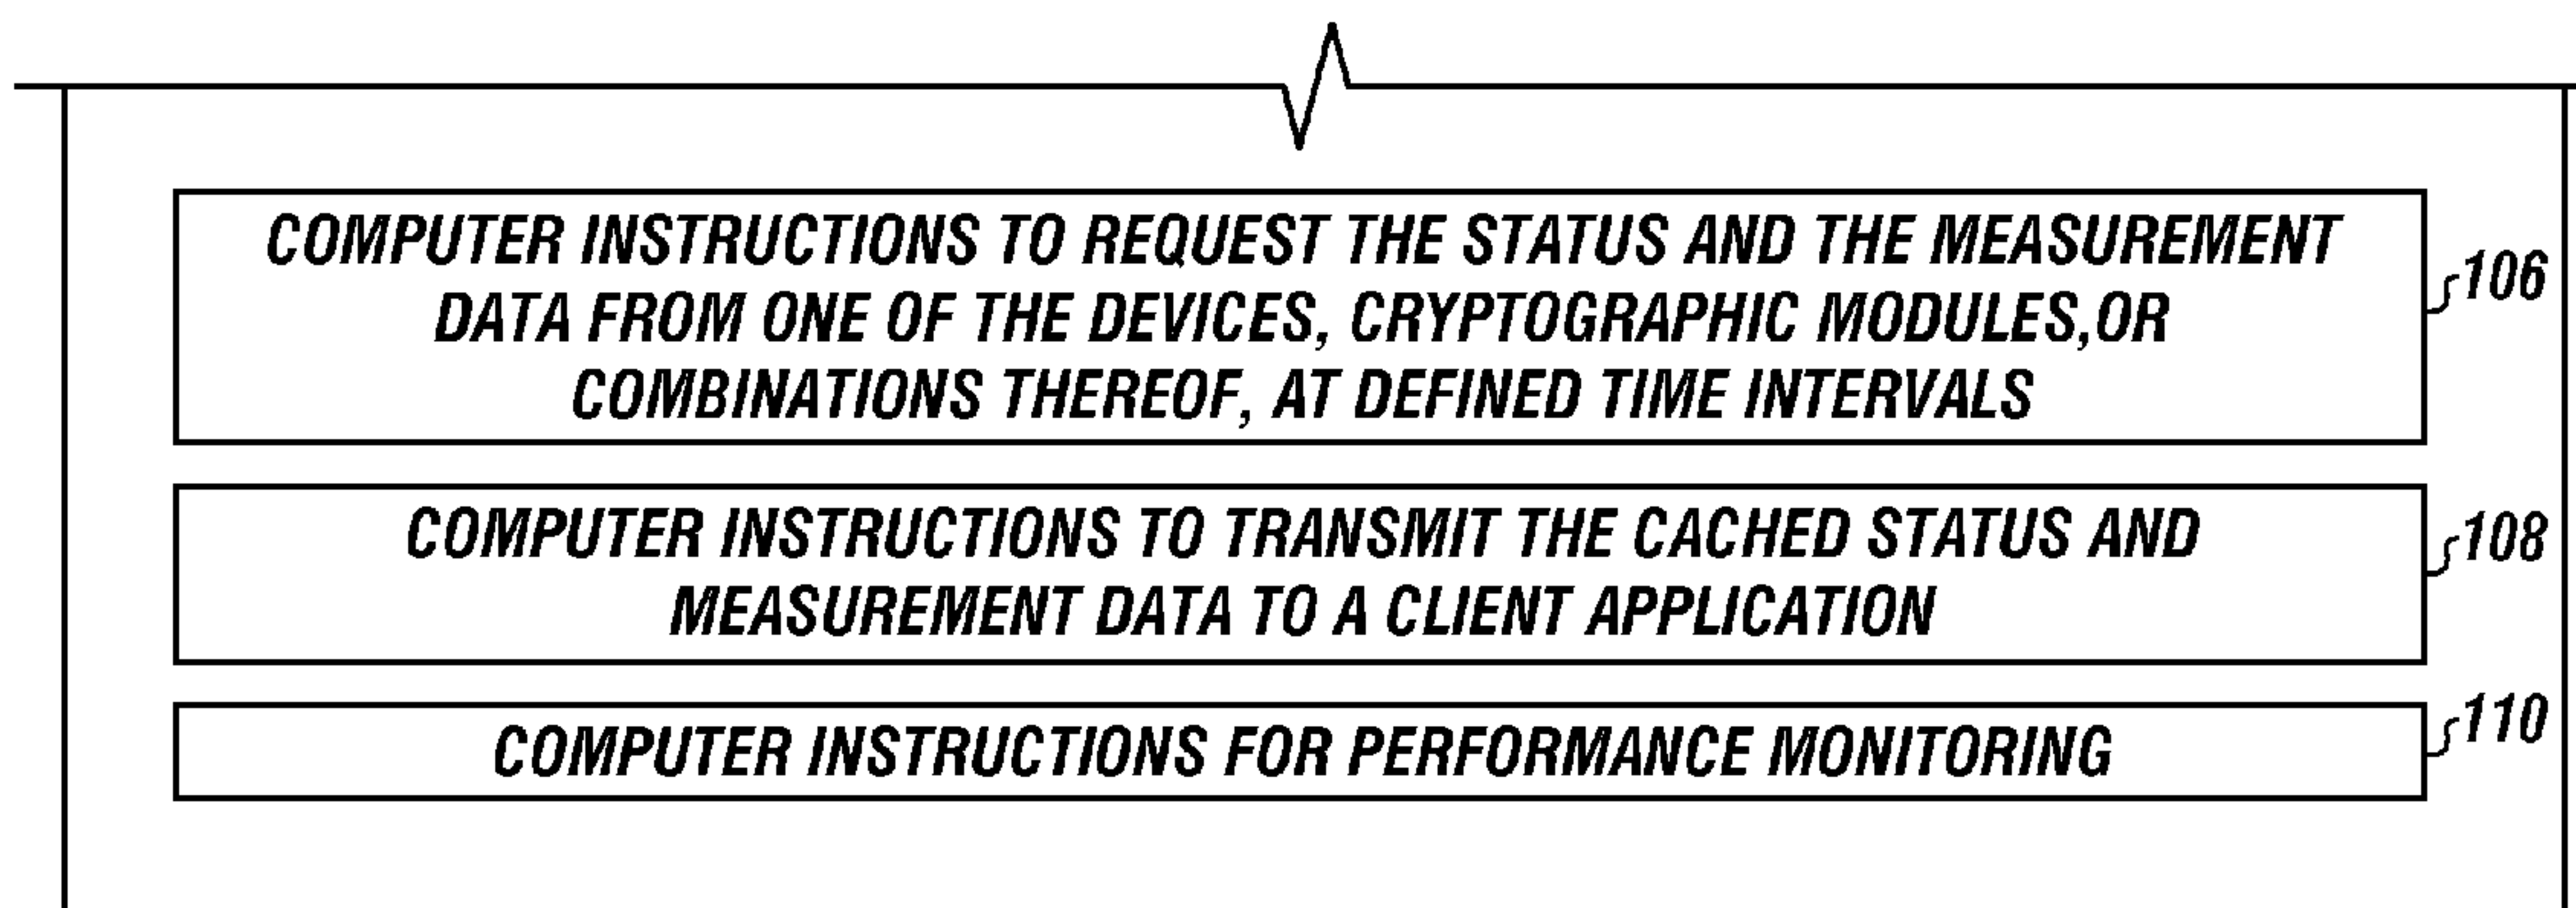 COMPUTER INSTRUCTIONS TO REQUEST THE STATUS AND THE MEASUREMENT
DATA FROM ONE OF THE DEVICES, CRYPTOGRAPHIC MODULES,OR
COMBINATIONS THEREOF, AT DEFINED TIME INTERVALS
106
COMPUTER INSTRUCTIONS TO TRANSMIT THE CACHED STATUS AND
MEASUREMENT DATA TO A CLIENT APPLICATION
108
COMPUTER INSTRUCTIONS FOR PERFORMANCE MONITORING
110